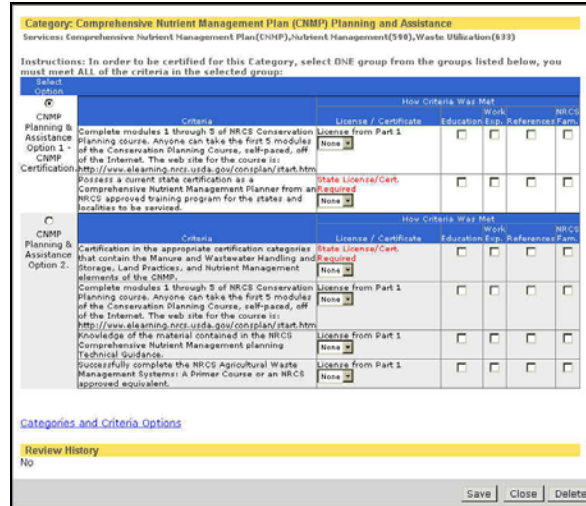 Category: Comprehensive Nutrient Management Plan (CNMP) Planning and Assistance
Services: Comprehensive Nutrient Management Plan(CNMP),Nutrient Management(590),Waste Utilization(633)
Instructions: In order to be certified for this Category, select ONE group from the groups listed below, you
must meet ALL of the criteria in the selected group:
Select
Option
CNMP
Planning &
Assistance
Option 1 -
CNMP
Certification.
How Criteria Was Met
Criteria
License / Certificate
Education
Work
Exp.
References
NRCS
Fam.
Complete modules 1 through 5 of NRCS Conservation
Planning course. Anyone can take the first 5 modules
of the Conservation Planning Course, self-paced, off
of the Internet. The web site for the course is:
http://www.elearning.nrcs.usda.gov/consplan/start.htm
License from Part 1
None
Possess a current state certification as a
Comprehensive Nutrient Management Planner from an
NRCS approved training program for the states and
localities to be serviced.
State License/Cert.
Required
None
CNMP
Planning &
Assistance
Option 2.
How Criteria Was Met
Criteria
License / Certificate
Education
Work
Exp.
References
NRCS
Fam.
Certification in the appropriate certification categories
that contain the Manure and Wastewater Handling and
Storage, Land Practices, and Nutrient Management
elements of the CNMP.
State License/Cert.
Required
None
Complete modules 1 through 5 of NRCS Conservation
Planning course. Anyone can take the first 5 modules
of the Conservation Planning Course, self-paced, off
of the Internet. The web site for the course is:
http://www.elearning.nrcs.usda.gov/consplan/start.htm
License from Part 1
None
Knowledge of the material contained in the NRCS
Comprehensive Nutrient Management planning
Technical Guidance.
License from Part 1
None
Successfully complete the NRCS Agricultural Waste
Management Systems: A Primer Course or an NRCS
approved equivalent.
License from Part 1
None
Categories and Criteria Options
Review History
No
Save
Close
Delete